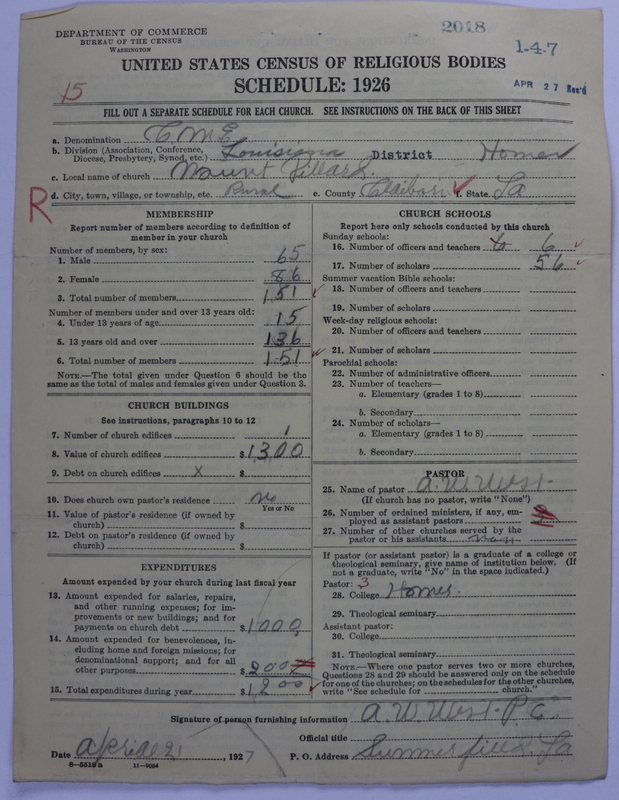 DEPARTMENT OF COMMERCE
BUREAU OF THE CENSUS
WASHINGTON
2018
1-47
UNITED STATES CENSUS OF RELIGIOUS BODIES
SCHEDULE: 1926
APR 27 Rec'd
15
FILL OUT A SEPARATE SCHEDULE FOR EACH CHURCH. SEE INSTRUCTIONS ON THE BACK OF THIS SHEET
a. Denomination C. M. E.
b. Division (Association, Conference, Diocese, Presbytery, Synod, etc.) Louisiana District Homer
c. Local name of church Mount
R
d. City, town, village, or township, etc. Rural e. County Claiborn f. State La
MEMBERSHIP
Report number of members according to definition of
member in your church
Number of members, by sex:
1. Male 65
2. Female 86
3. Total number of members 151
Number of members under and over 13 years old:
4. Under 13 years of age 15
5. 13 years old and over 136
6. Total number of members 151
NOTE.—The total given under Question 6 should be the
same as the total of males and females given under Question 3.
CHURCH BUILDINGS
See instructions, paragraphs 10 to 12
7. Number of church edifices 1
8. Value of church edifices $ 1300
9. Debt on church edifices x $
10. Does church own pastor's residence no
Yes or No
11. Value of pastor's residence (if owned by
church) $
12. Debt on pastor's residence (if owned by
church) $
EXPENDITURES
Amount expended by your church during last fiscal year
13. Amount expended for salaries, repairs,
and other running expenses; for im-
provements or new buildings; and for
payments on church debt $ 1000
14. Amount expended for benevolences, in-
cluding home and foreign missions; for
denominational support; and for all
other purposes $ 200
15. Total expenditures during year $ 1200
CHURCH SCHOOLS
Report here only schools conducted by this church
Sunday schools:
16. Number of officers and teachers 6 6
17. Number of scholars 56
Summer vacation Bible schools:
18. Number of officers and teachers
19. Number of scholars
Week-day religious schools:
20. Number of officers and teachers
21. Number of scholars
Parochial schools:
22. Number of administrative officers
23. Number of teachers—
a. Elementary (grades 1 to 8)
b. Secondary
24. Number of scholars—
a. Elementary (grades 1 to 8)
b. Secondary
PASTOR
25. Name of pastor A. W. West
(If church has no pastor, write "None")
26. Number of ordained ministers, if any, em-
ployed as assistant pastors
27. Number of other churches served by the
pastor or his assistants
If pastor (or assistant pastor) is a graduate of a college or
theological seminary, give name of institution below. (If
not a graduate, write "No" in the space indicated.)
Pastor: 3
28. College Homer.
29. Theological seminary
Assistant pastor:
30. College
31. Theological seminary
NOTE.—Where one pastor serves two or more churches,
Questions 28 and 29 should be answered only on the schedule
for one of the churches; on the schedules for the other churches,
write "See schedule for church."
Signature of person furnishing information A. W. West. P. C.
Official title
Date April 21, 1927 P. O. Address Summerfield, La
8-5518a 11-9084